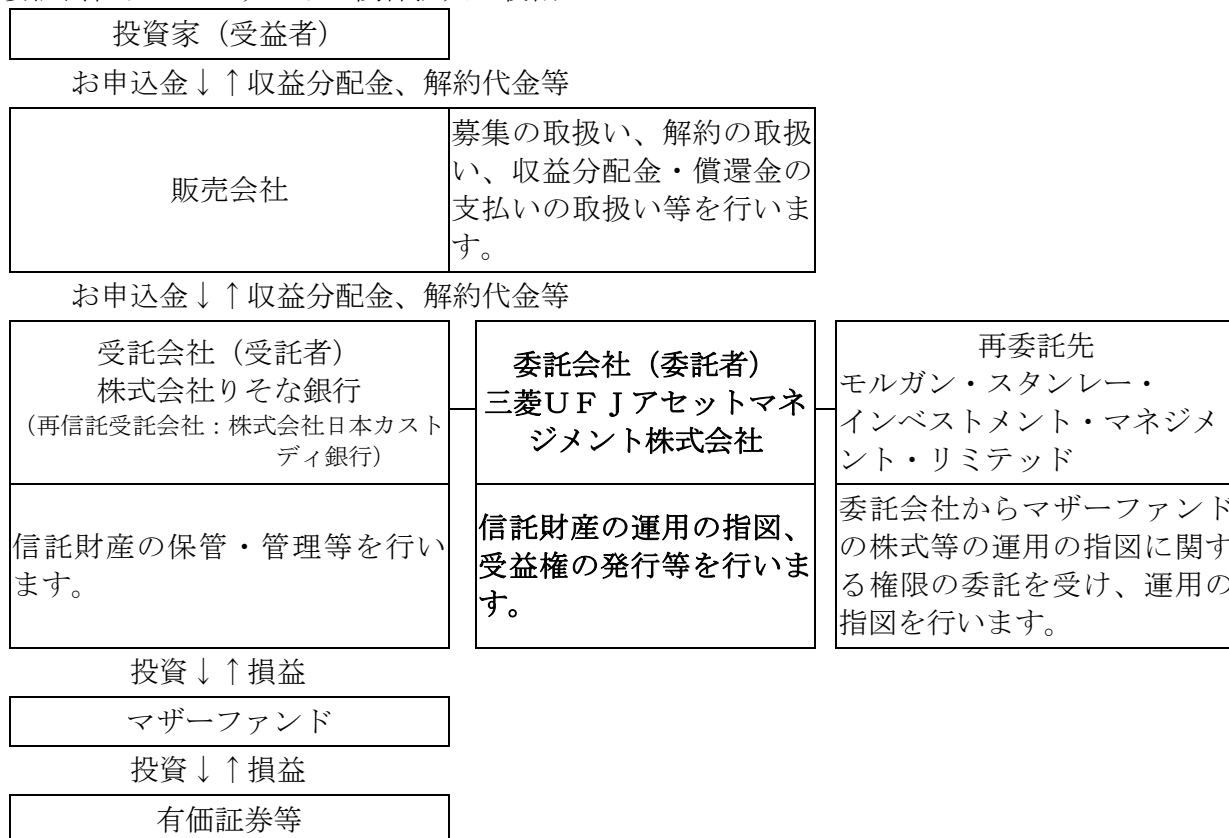 投資家（受益者）
お申込金↓↑収益分配金、解約代金等
販売会社
募集の取扱い、解約の取扱
い、収益分配金・償還金の
支払いの取扱い等を行いま
す。
お申込金↓↑収益分配金、解約代金等
受託会社（受託者）
株式会社りそな銀行
（再信託受託会社：株式会社日本カスト
ディ銀行）
委託会社（委託者）
三菱ＵＦＪアセットマネ
ジメント株式会社
再委託先
モルガン・スタンレー・
インベストメント・マネジメ
ント・リミテッド
信託財産の保管・管理等を行い
ます。
信託財産の運用の指図、
受益権の発行等を行いま
す。
委託会社からマザーファンド
の株式等の運用の指図に関す
る権限の委託を受け、運用の
指図を行います。
投資↓↑損益
マザーファンド
投資↓↑損益
有価証券等